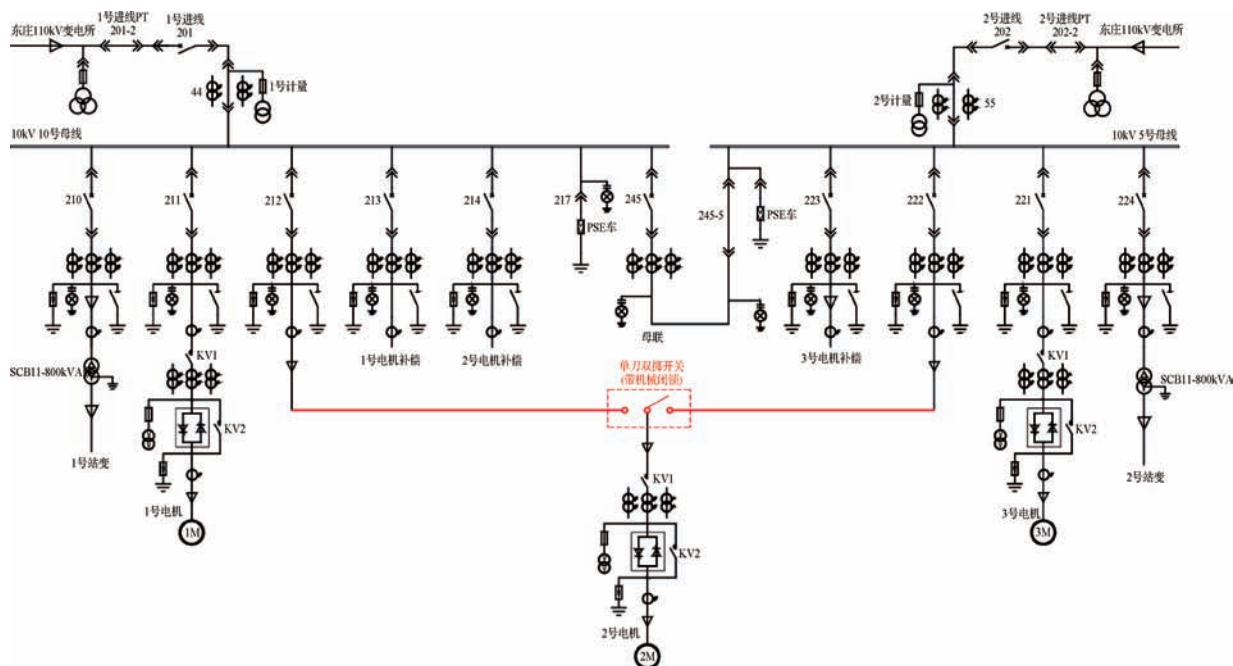 东庄110kV变电所
1号进线PT
201-2
1号进线
201
2号进线
202
2号进线PT
202-2
东庄110kV变电所
44
1号计量
2号计量
55
10kV 10号母线
10kV 5号母线
210
211
212
213
214
217
245
245-5
223
222
221
224
PSE车
PSE车
母联
1号电机补偿
2号电机补偿
3号电机补偿
SCB11-800kVA
KV1
单刀双掷开关
(带机械闭锁)
KV1
SCB11-800kVA
KV2
KV2
1号站变
2号站变
KV1
1号电机
3号电机
1M
3M
KV2
2号电机
2M